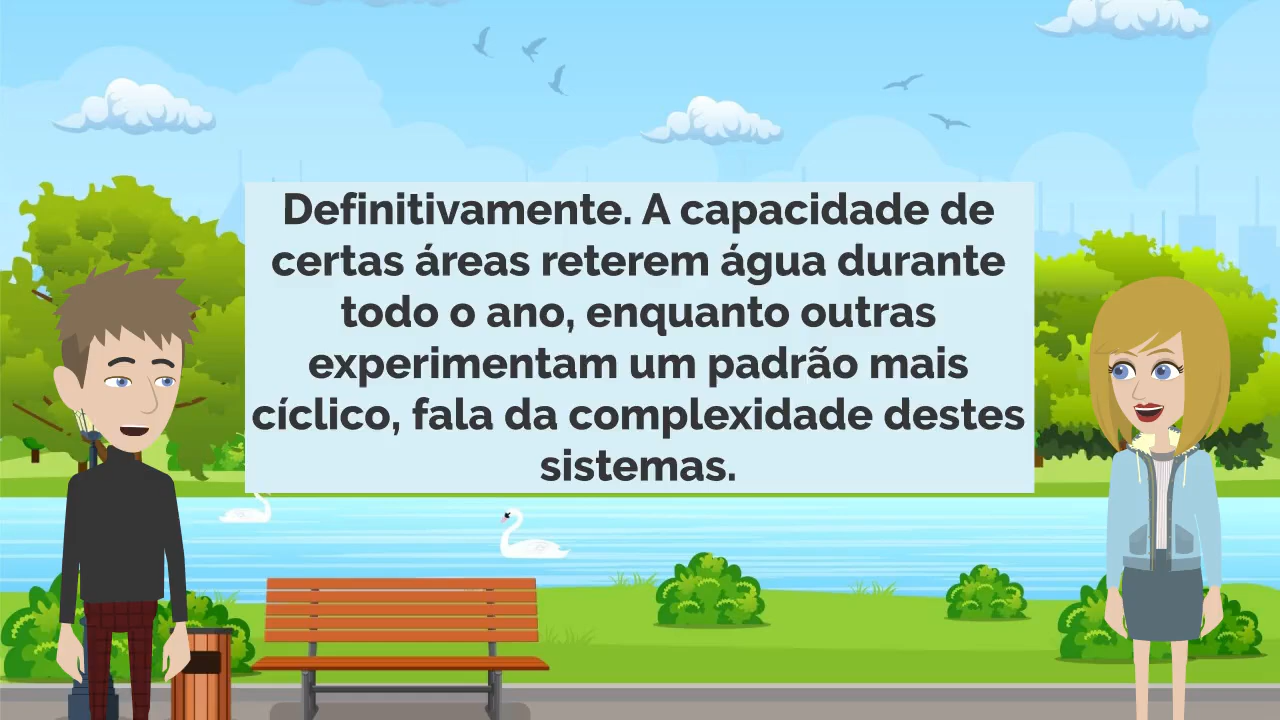 Definitivamente. A capacidade de
certas áreas reterem água durante
todo o ano, enquanto outras
experimentam um padrão mais
cíclico, fala da complexidade destes
sistemas.